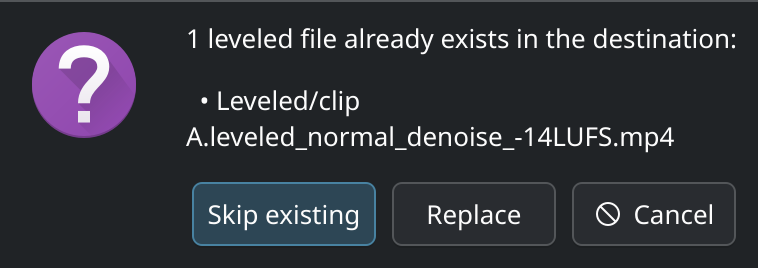 1 leveled file already exists in the destination:
• Leveled/clip
A.leveled_normal_denoise_-14LUFS.mp4
Skip existing
Replace
Cancel